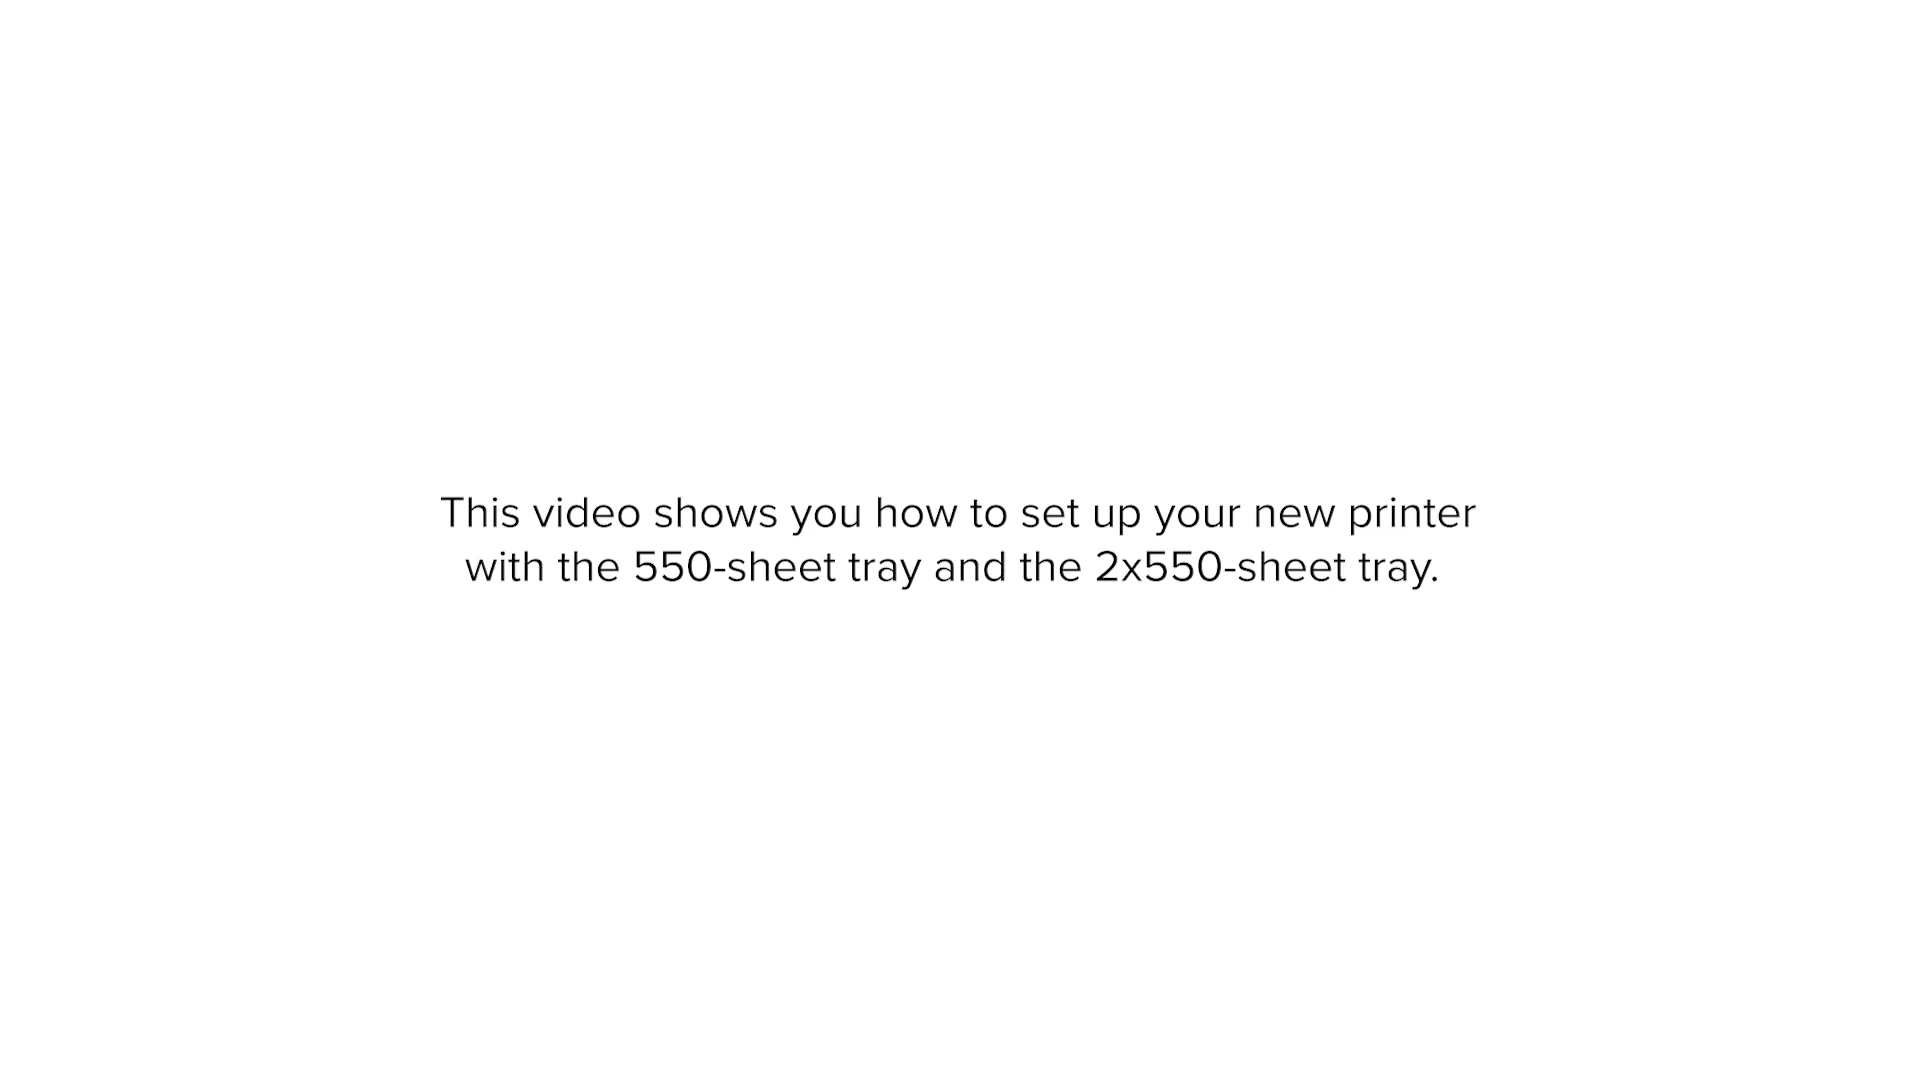 This video shows you how to set up your new printer
with the 550-sheet tray and the 2x550-sheet tray.